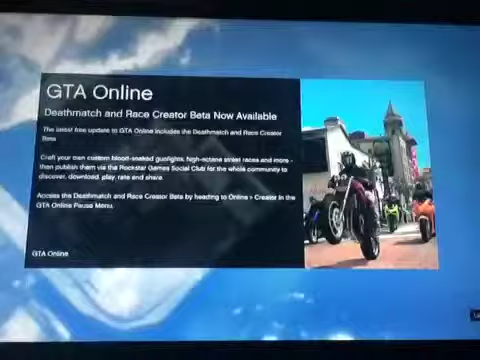 GTA Online
Deathmatch and Race Creator Beta Now Available
The latest free update to GTA Online includes the Deathmatch and Race Creator
Beta.
Craft your own custom blood-soaked gunfights, high-octane street races and more -
then publish them via the Rockstar Games Social Club for the whole community to
discover, download, play, rate and share.
Access the Deathmatch and Race Creator Beta by heading to Online > Creator in the
GTA Online Pause Menu.
GTA Online